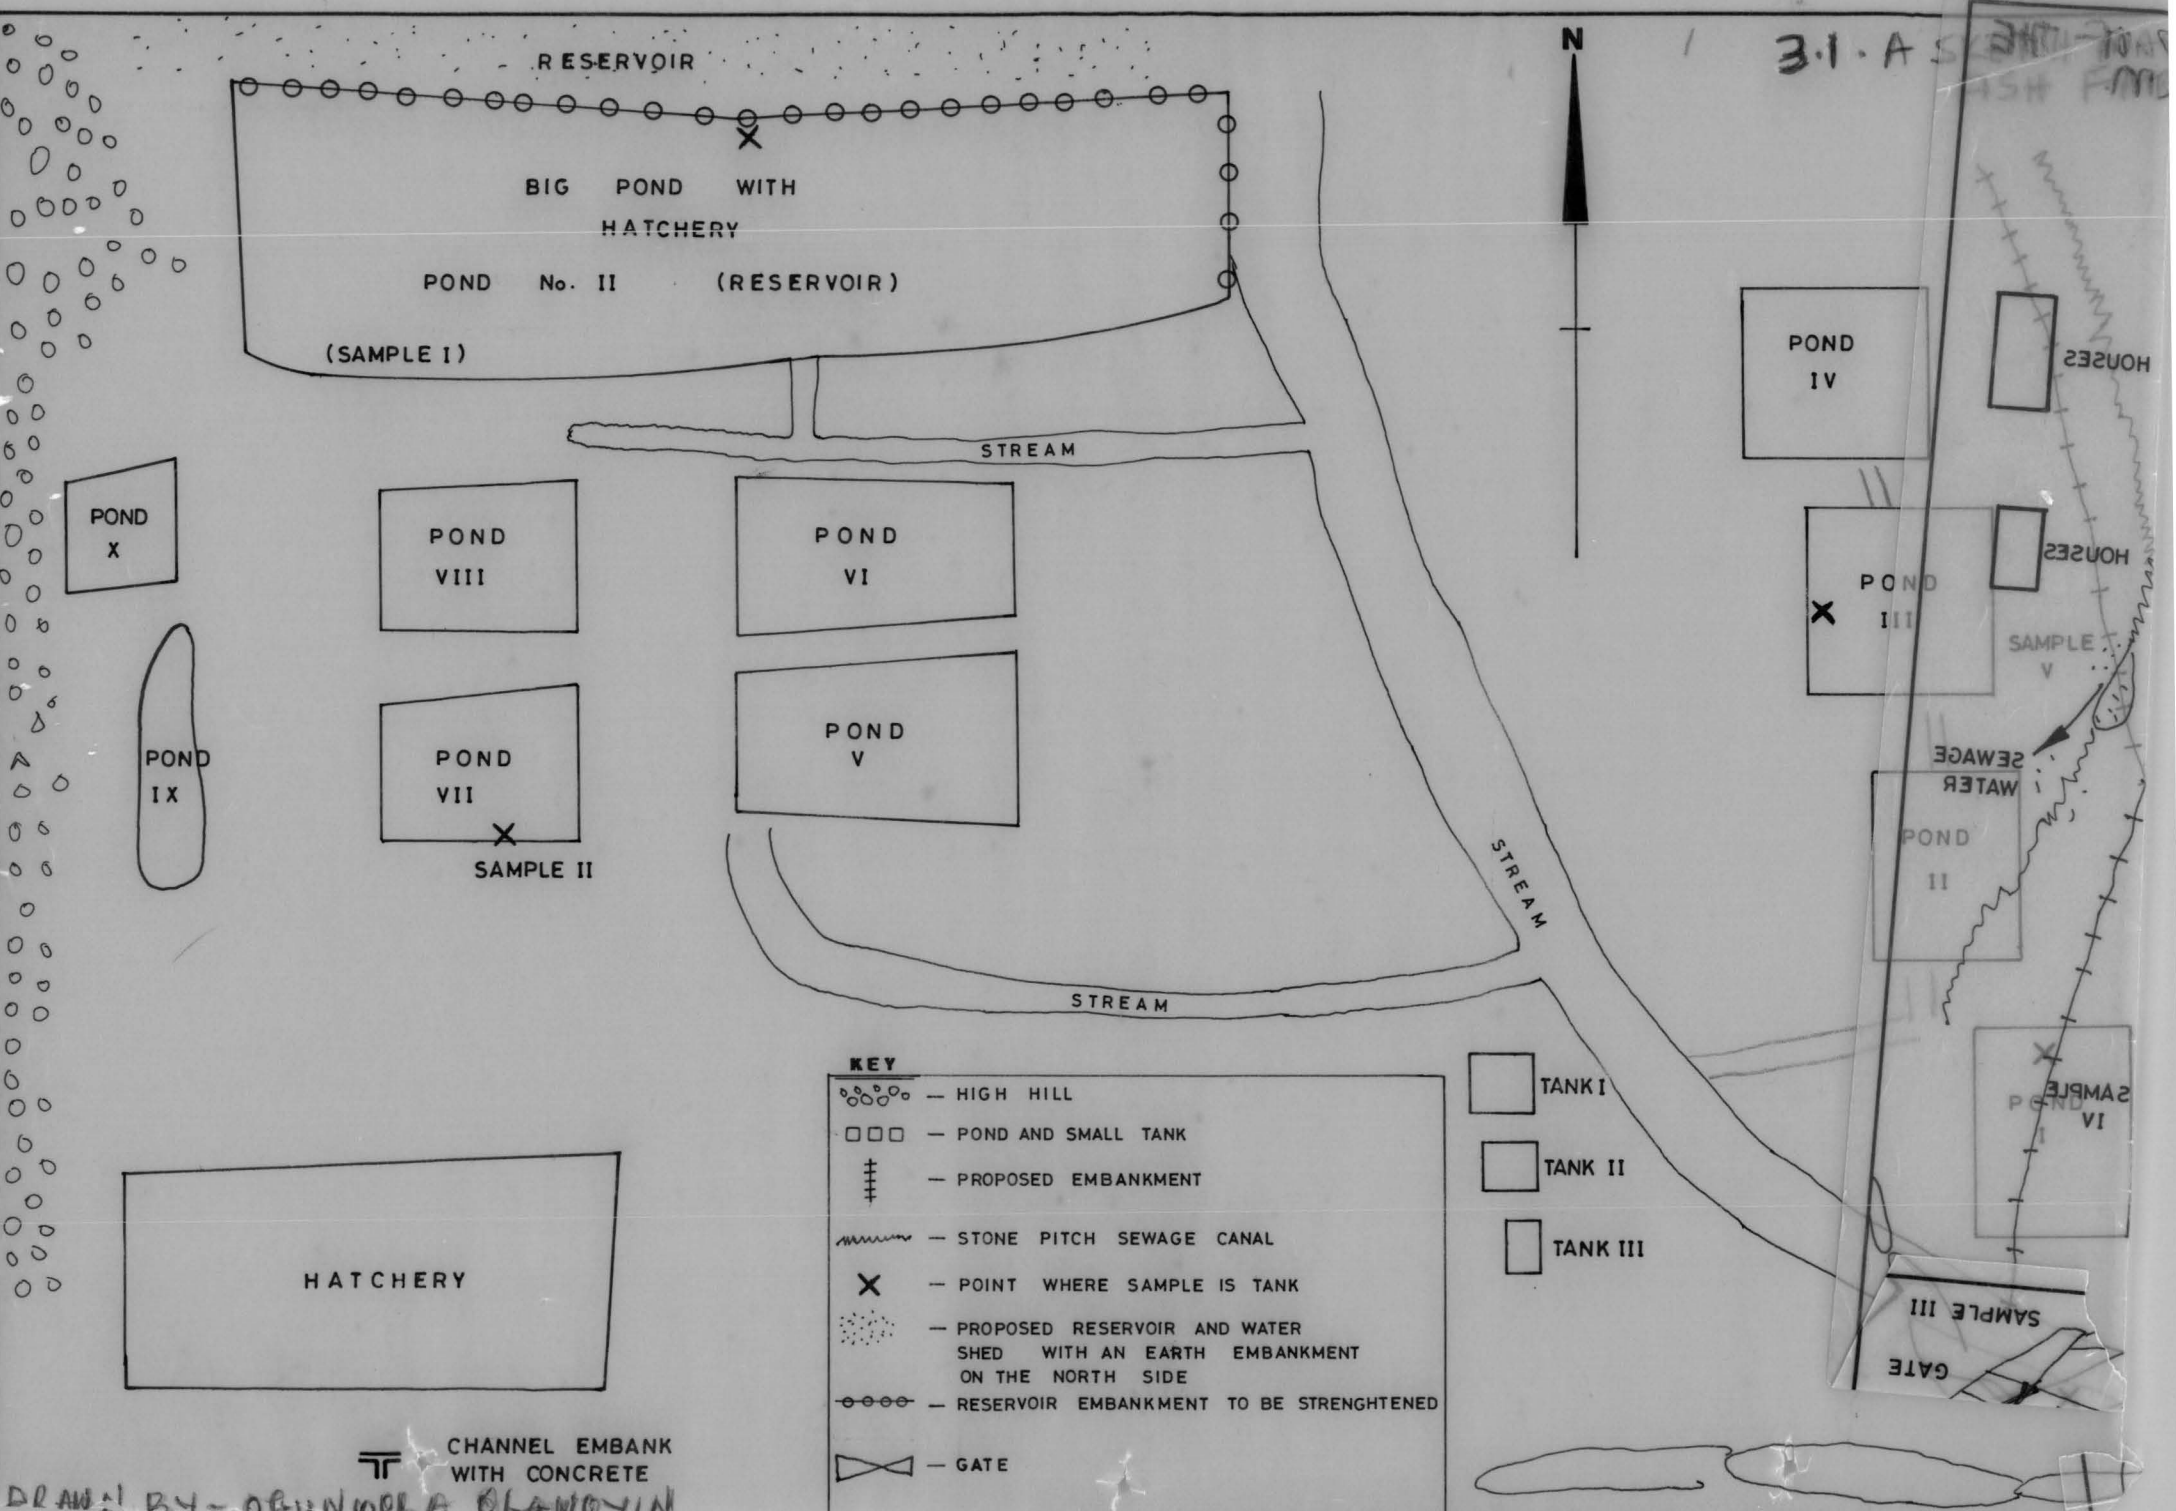 RESERVOIR
N
3.1. A
BIG POND WITH
HATCHERY
POND No. II (RESERVOIR)
(SAMPLE I)
STREAM
POND
IV
HOUSES
POND
X
POND
VIII
POND
VI
HOUSES
POND
III
SAMPLE
V
POND
IX
POND
VII
SAMPLE II
POND
V
SEWAGE
WATER
POND
II
STREAM
STREAM
SAMPLE
IV
POND
I
KEY
— HIGH HILL
— POND AND SMALL TANK
— PROPOSED EMBANKMENT
— STONE PITCH SEWAGE CANAL
X — POINT WHERE SAMPLE IS TANK
— PROPOSED RESERVOIR AND WATER
SHED WITH AN EARTH EMBANKMENT
ON THE NORTH SIDE
— RESERVOIR EMBANKMENT TO BE STRENGHTENED
— GATE
TANK I
TANK II
TANK III
SAMPLE III
GATE
HATCHERY
CHANNEL EMBANK
WITH CONCRETE
DRAWN BY -